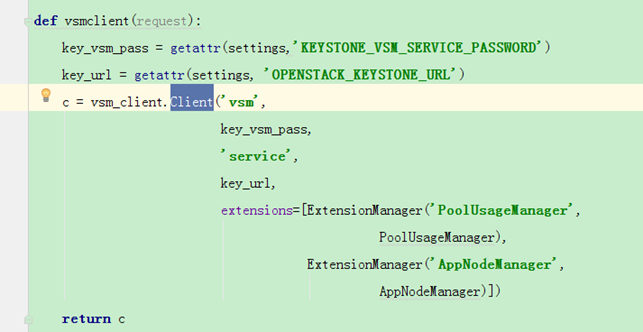 def vsmclient(request):
    key_vsm_pass = getattr(settings,'KEYSTONE_VSM_SERVICE_PASSWORD')
    key_url = getattr(settings, 'OPENSTACK_KEYSTONE_URL')
    c = vsm_client.Client('vsm',
                          key_vsm_pass,
                          'service',
                          key_url,
                          extensions=[ExtensionManager('PoolUsageManager',
                                                       PoolUsageManager),
                                      ExtensionManager('AppNodeManager',
                                                       AppNodeManager)])
    return c